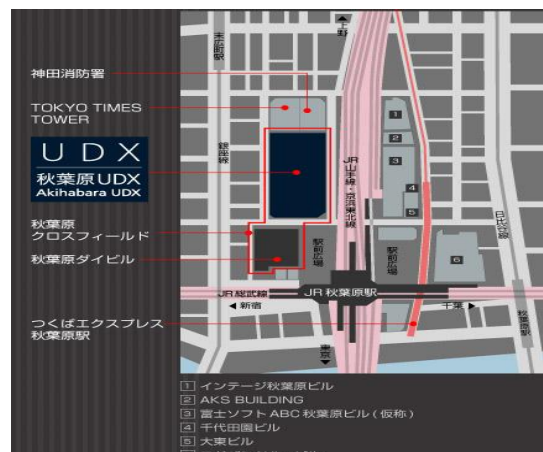 神田消防署
TOKYO TIMES
TOWER
UDX
秋葉原UDX
Akihabara UDX
秋葉原
クロスフィールド
秋葉原ダイビル
つくばエクスプレス
秋葉原駅
上野
末広町駅
銀座線
JR山手線・京浜東北線
日比谷線
駅前広場
駅前広場
1
2
3
4
5
6
JR総武線
JR秋葉原駅
新宿
千葉
東京
秋葉原駅
1 インテージ秋葉原ビル
2 AKS BUILDING
3 富士ソフトABC秋葉原ビル(仮称)
4 千代田園ビル
5 大東ビル